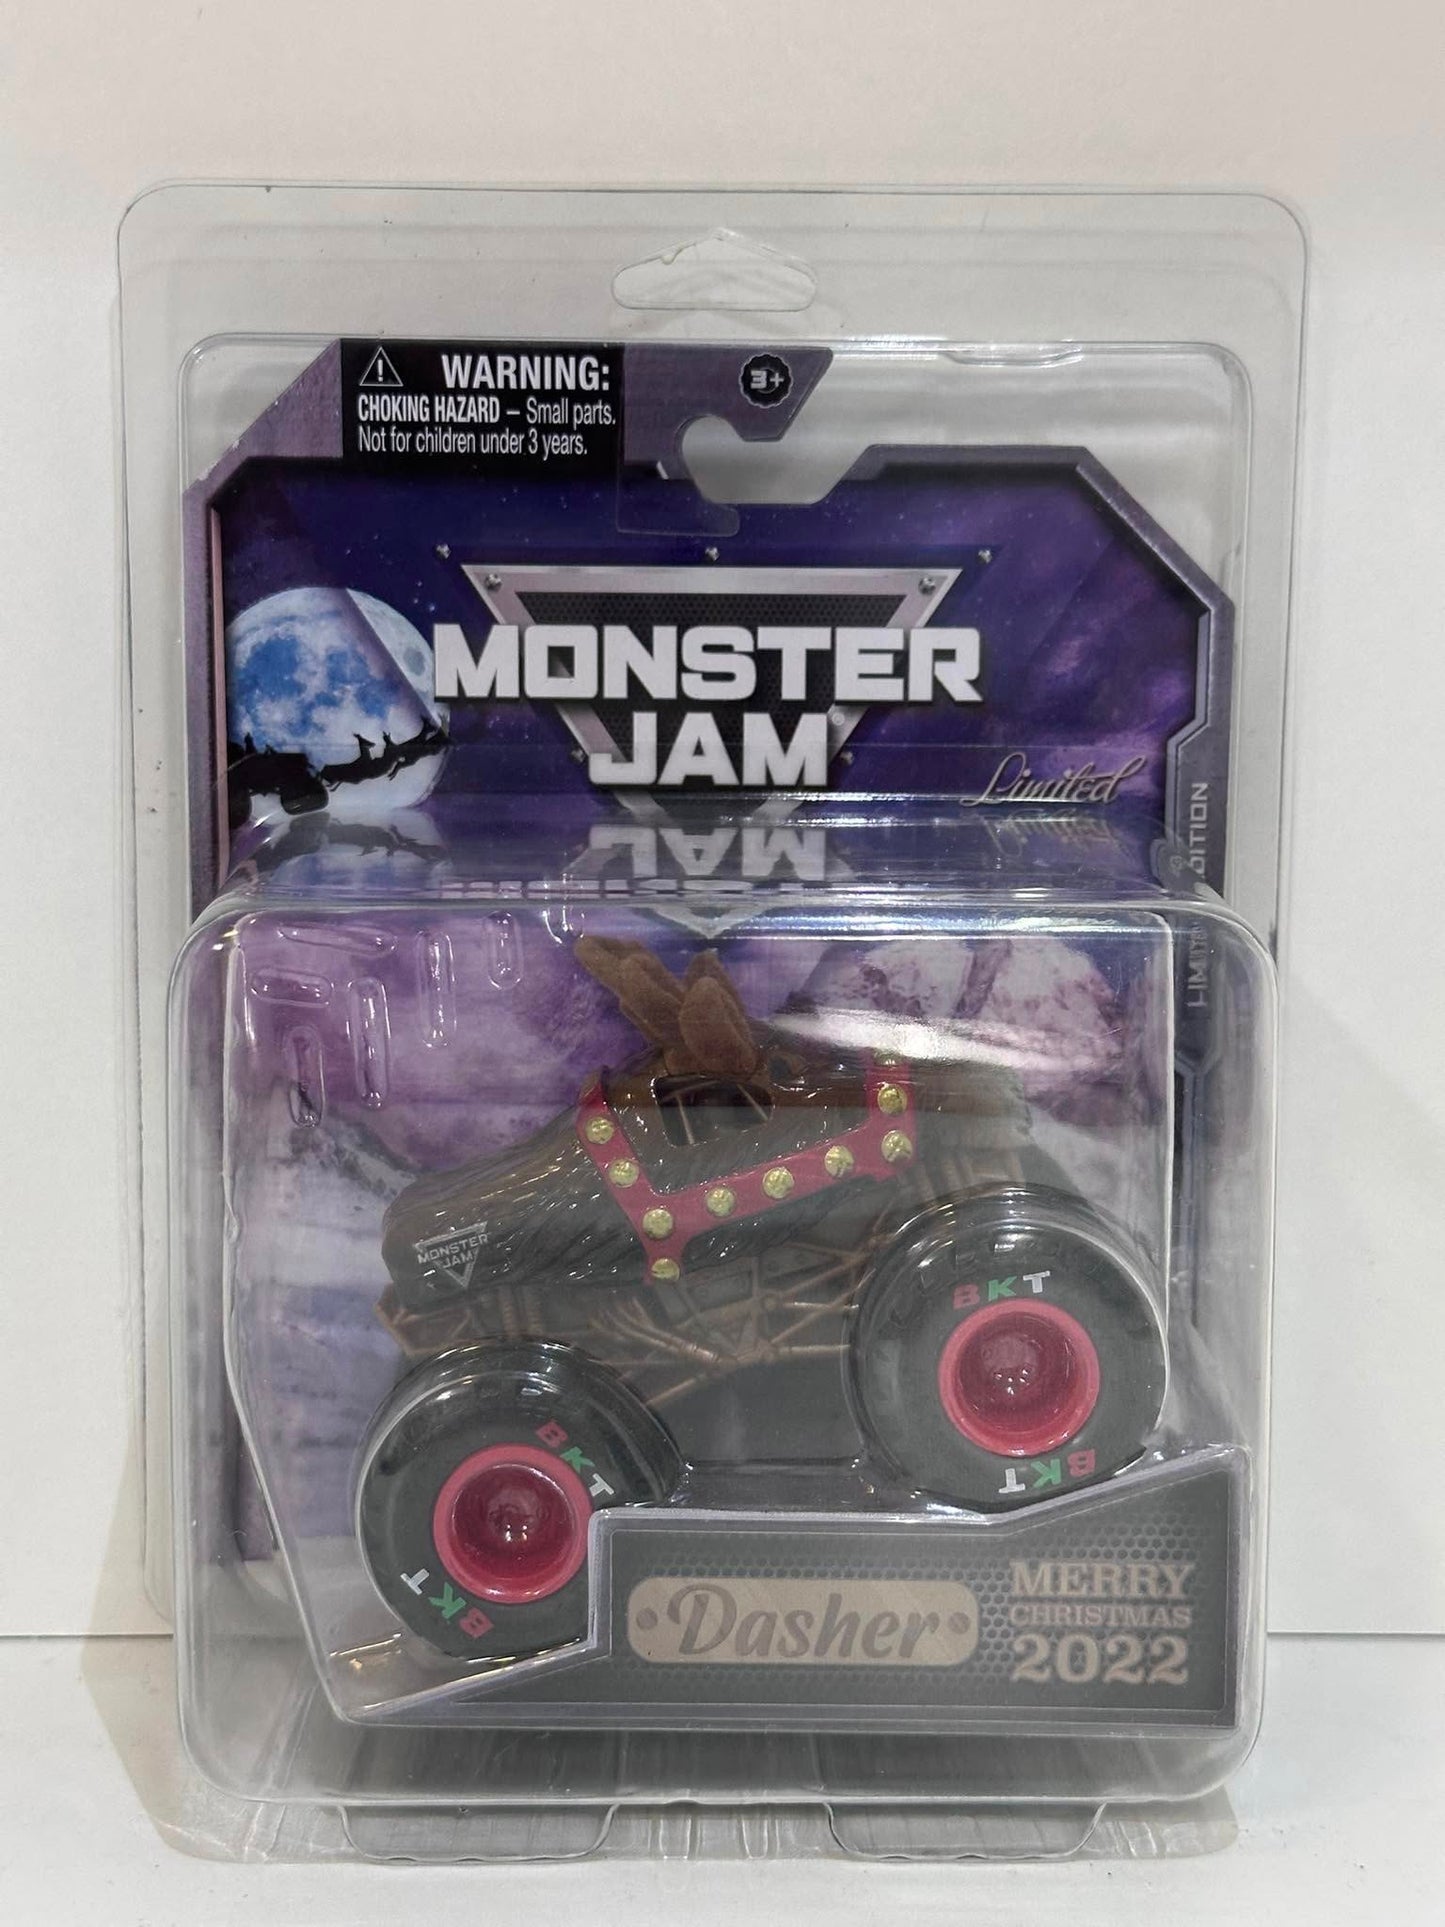 WARNING:
CHOKING HAZARD – Small parts.
Not for children under 3 years.
3+
MONSTER
JAM
Limited
MONSTER
JAM
BKT
BKT
BKT
BKT
Dasher
MERRY
CHRISTMAS
2022